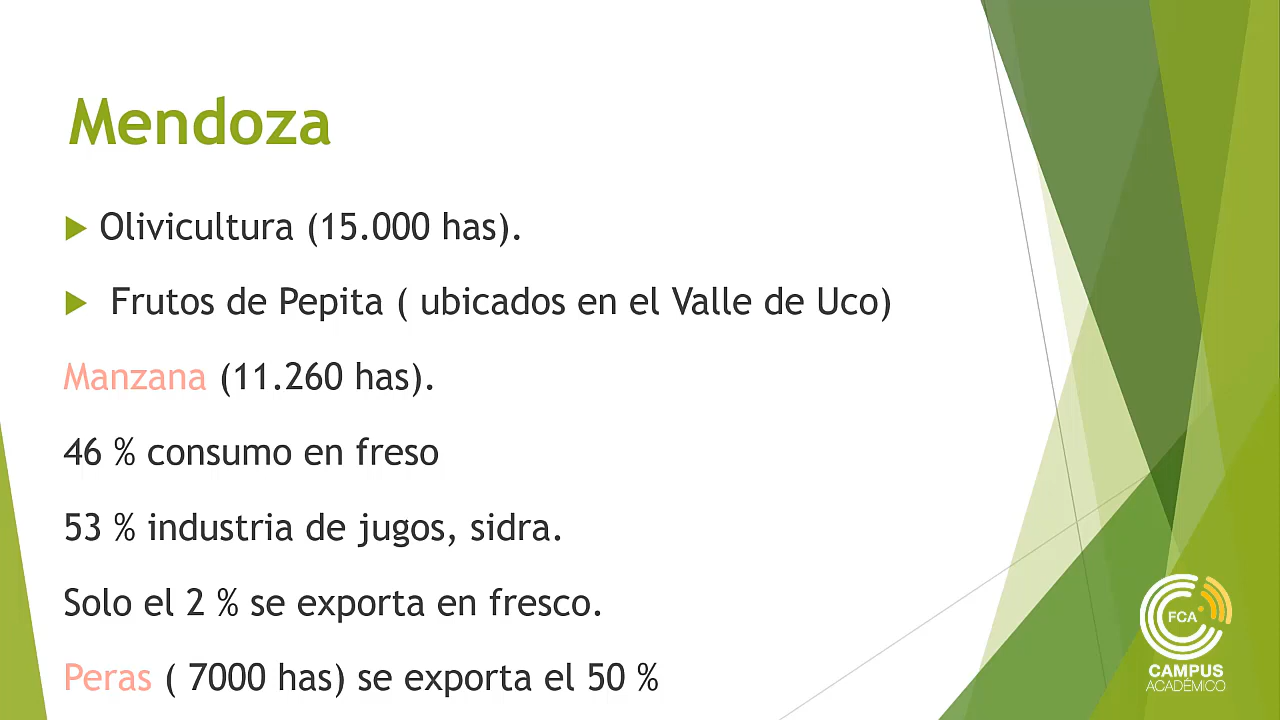 Mendoza
Olivicultura (15.000 has).
Frutos de Pepita ( ubicados en el Valle de Uco)
Manzana (11.260 has).
46 % consumo en freso
53 % industria de jugos, sidra.
Solo el 2 % se exporta en fresco.
Peras ( 7000 has) se exporta el 50 %
FCA
CAMPUS
ACADÉMICO